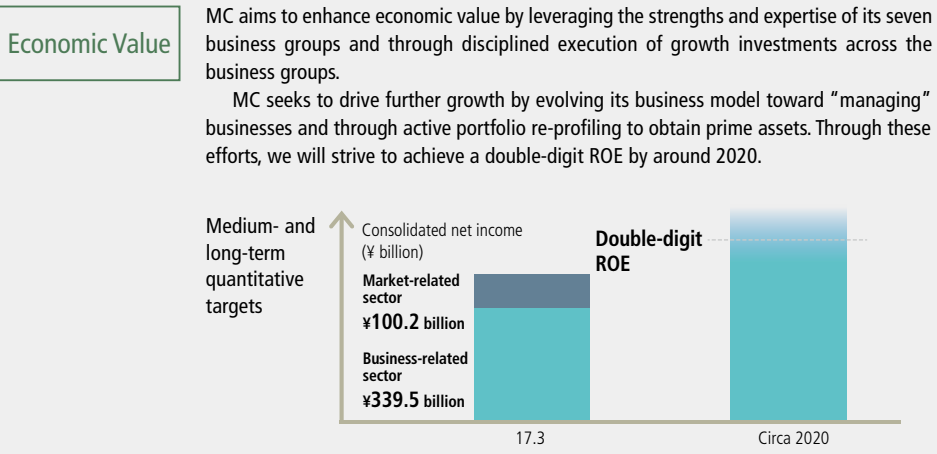 Economic Value
MC aims to enhance economic value by leveraging the strengths and expertise of its seven
business groups and through disciplined execution of growth investments across the
business groups.
MC seeks to drive further growth by evolving its business model toward “managing”
businesses and through active portfolio re-profiling to obtain prime assets. Through these
efforts, we will strive to achieve a double-digit ROE by around 2020.
Medium- and
long-term
quantitative
targets
Consolidated net income
(¥ billion)
Market-related
sector
¥100.2 billion
Business-related
sector
¥339.5 billion
Double-digit
ROE
17.3
Circa 2020